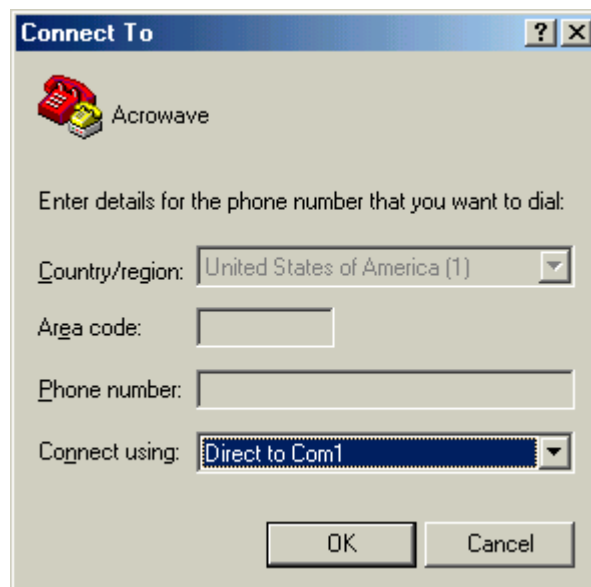 Connect To
Acrowave
Enter details for the phone number that you want to dial:
Country/region: United States of America (1)
Area code:
Phone number:
Connect using: Direct to Com1
OK Cancel